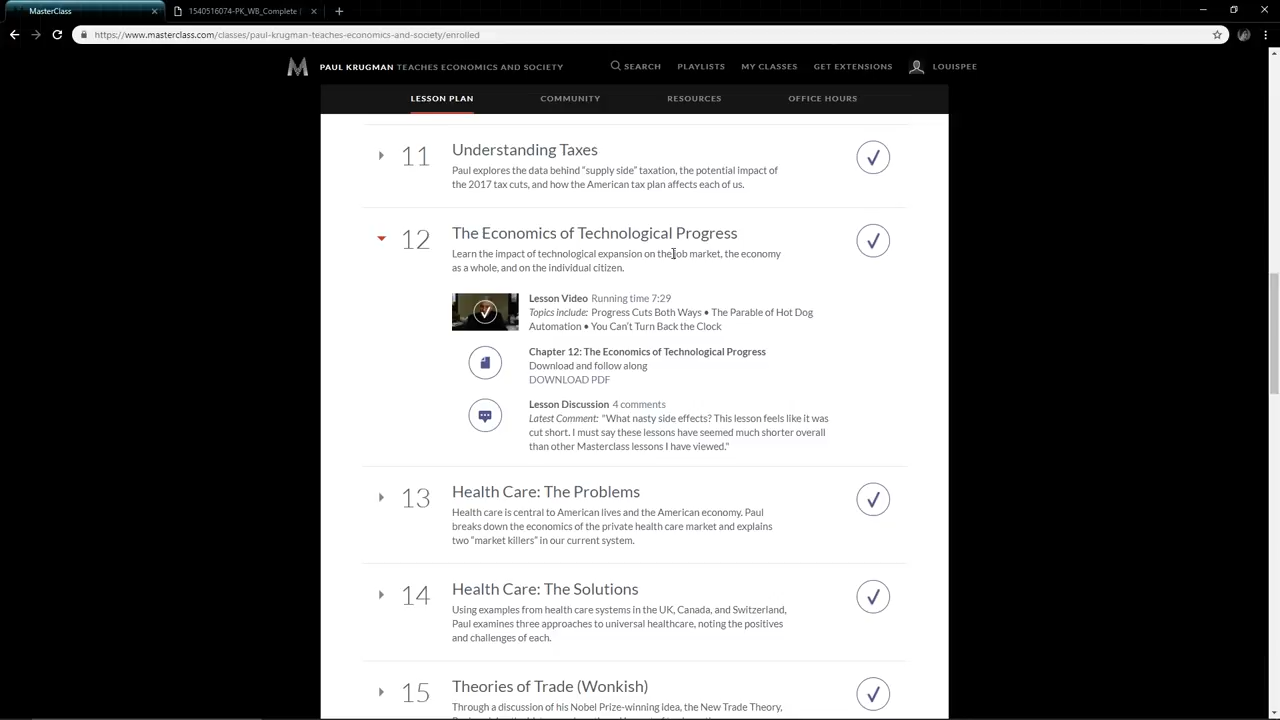 MasterClass
1540516074-PK_WB_Complete
https://www.masterclass.com/classes/paul-krugman-teaches-economics-and-society/enrolled
PAUL KRUGMAN TEACHES ECONOMICS AND SOCIETY
SEARCH
PLAYLISTS
MY CLASSES
GET EXTENSIONS
LOUISPEE
LESSON PLAN
COMMUNITY
RESOURCES
OFFICE HOURS
11
Understanding Taxes
Paul explores the data behind “supply side” taxation, the potential impact of
the 2017 tax cuts, and how the American tax plan affects each of us.
12
The Economics of Technological Progress
Learn the impact of technological expansion on the job market, the economy
as a whole, and on the individual citizen.
Lesson Video Running time 7:29
Topics include: Progress Cuts Both Ways • The Parable of Hot Dog
Automation • You Can’t Turn Back the Clock
Chapter 12: The Economics of Technological Progress
Download and follow along
DOWNLOAD PDF
Lesson Discussion 4 comments
Latest Comment: "What nasty side effects? This lesson feels like it was
cut short. I must say these lessons have seemed much shorter overall
than other Masterclass lessons I have viewed."
13
Health Care: The Problems
Health care is central to American lives and the American economy. Paul
breaks down the economics of the private health care market and explains
two “market killers” in our current system.
14
Health Care: The Solutions
Using examples from health care systems in the UK, Canada, and Switzerland,
Paul examines three approaches to universal healthcare, noting the positives
and challenges of each.
15
Theories of Trade (Wonkish)
Through a discussion of his Nobel Prize-winning idea, the New Trade Theory,